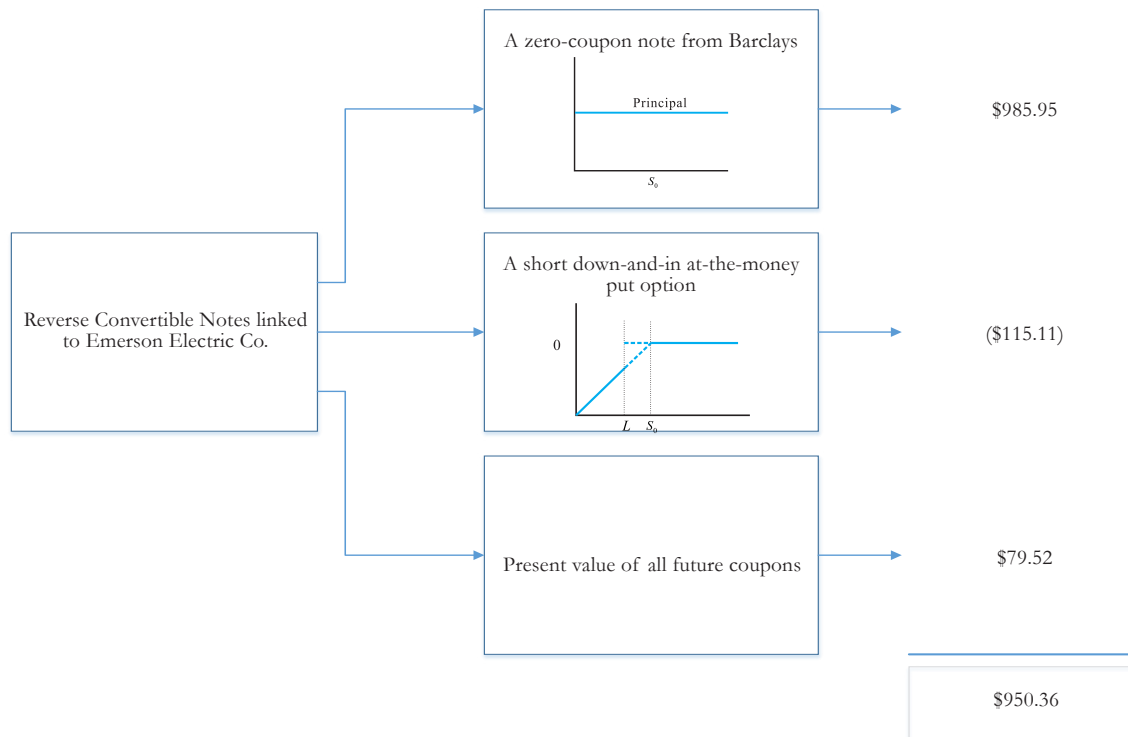 A zero-coupon note from Barclays
Principal
S₀
$985.95
Reverse Convertible Notes linked
to Emerson Electric Co.
A short down-and-in at-the-money
put option
0
L S₀
($115.11)
Present value of all future coupons
$79.52
$950.36